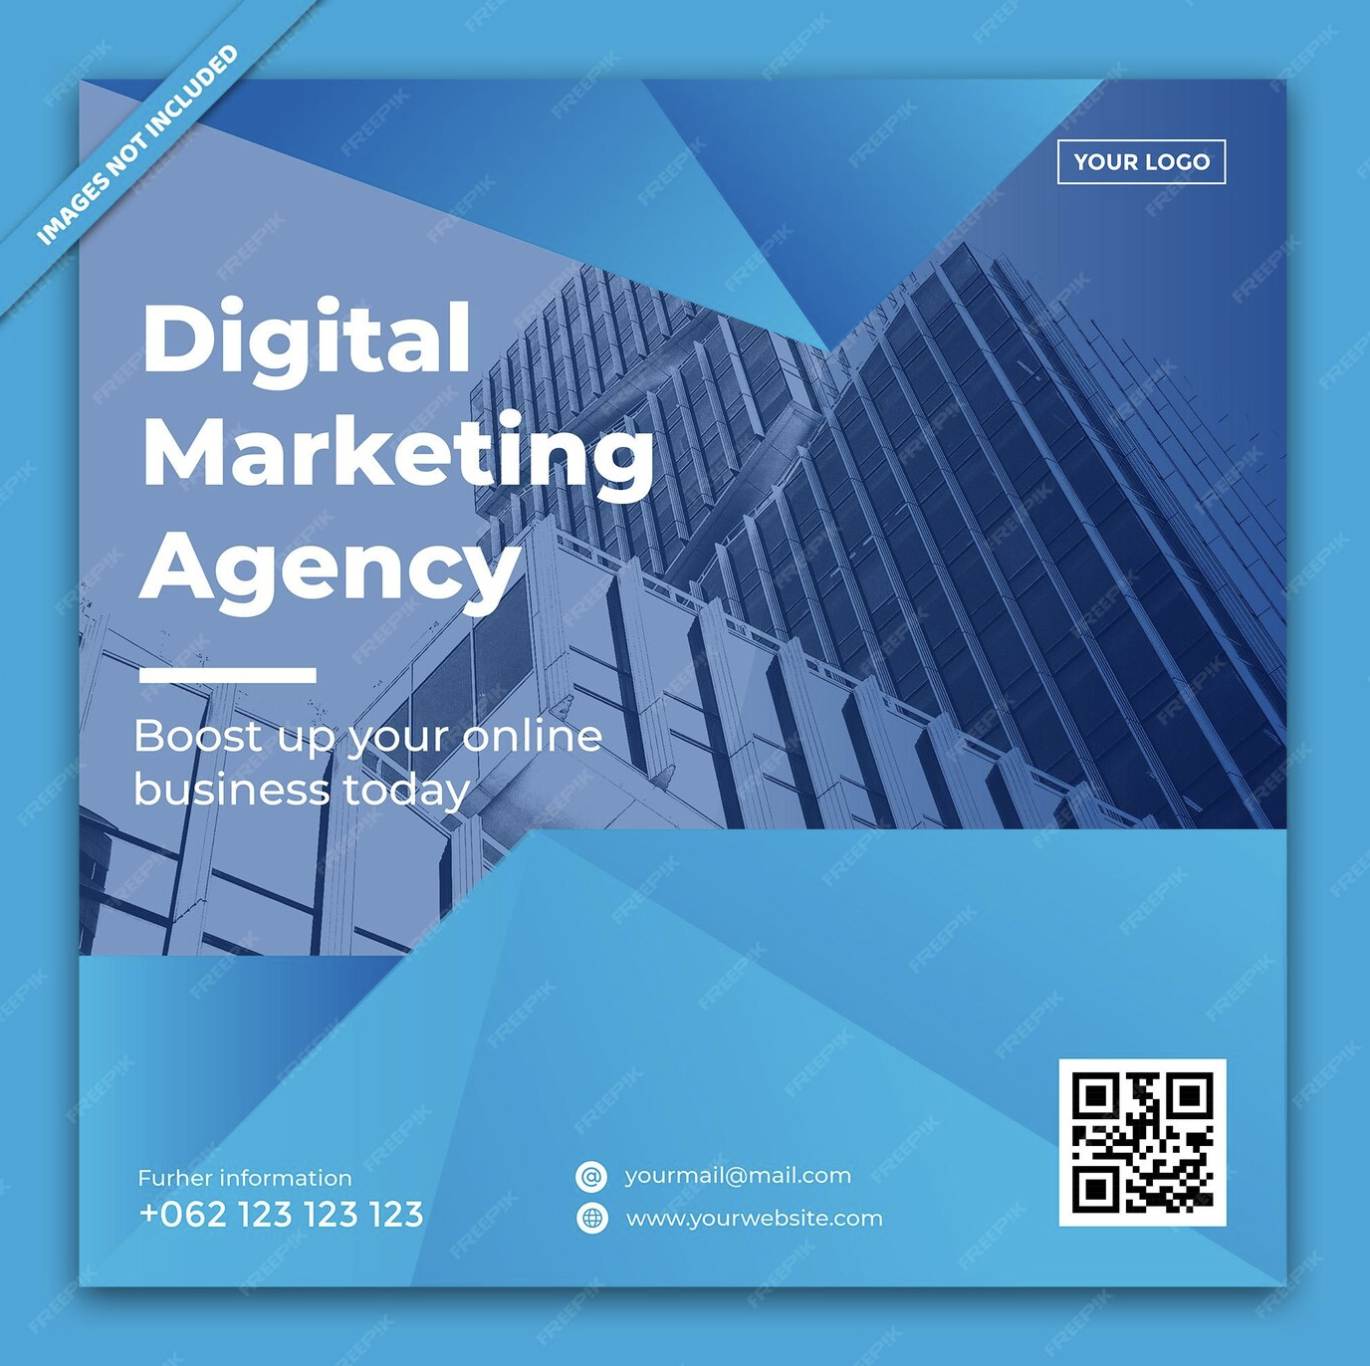 IMAGES NOT INCLUDED
YOUR LOGO
Digital
Marketing
Agency
Boost up your online
business today
Furher information
+062 123 123 123
@ yourmail@mail.com
www.yourwebsite.com
FREEPIK